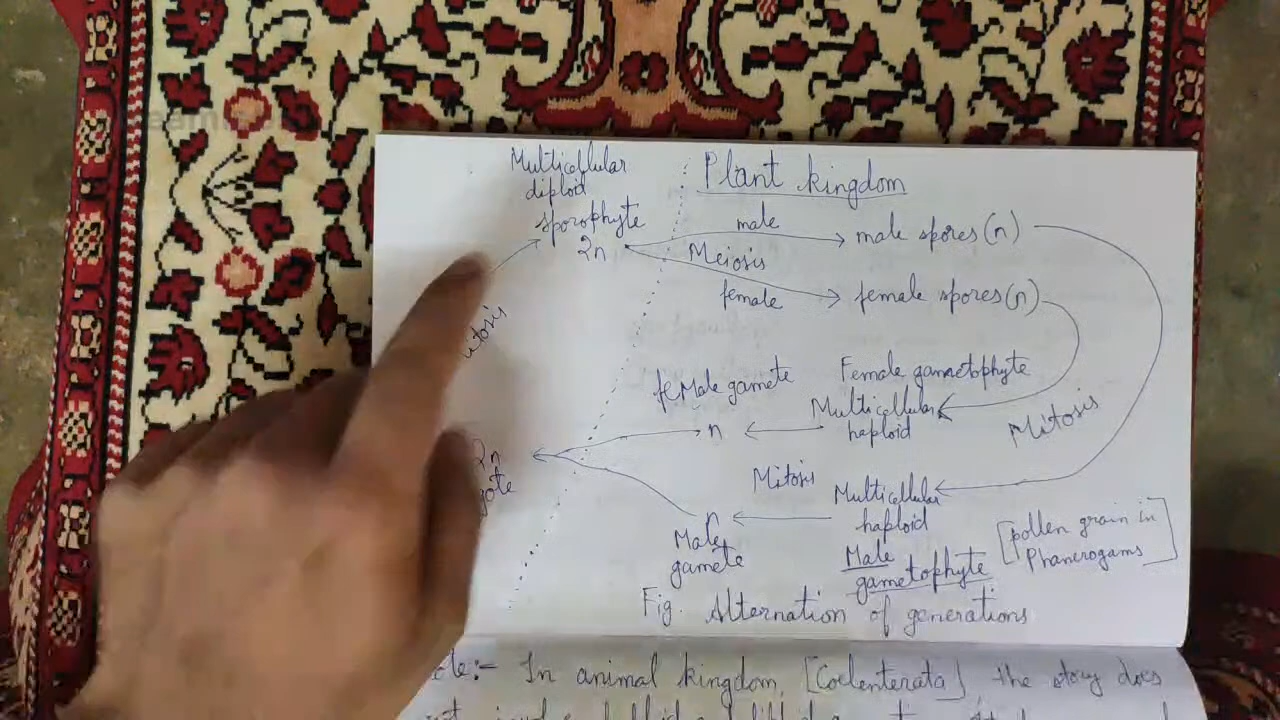 Plant kingdom
Multicellular
diploid
sporophyte
2n
male
male spores (n)
Meiosis
female
female spores (n)
female gamete
Female gamaetophyte
Multicellular
haploid
n
Mitosis
2n
Mitosis
Multicellular
haploid
n
Male
gamete
Male
gametophyte
[pollen grain in
Phanerogams]
Fig. Alternation of generations
:- In animal kingdom, [Coelenterata], the story does